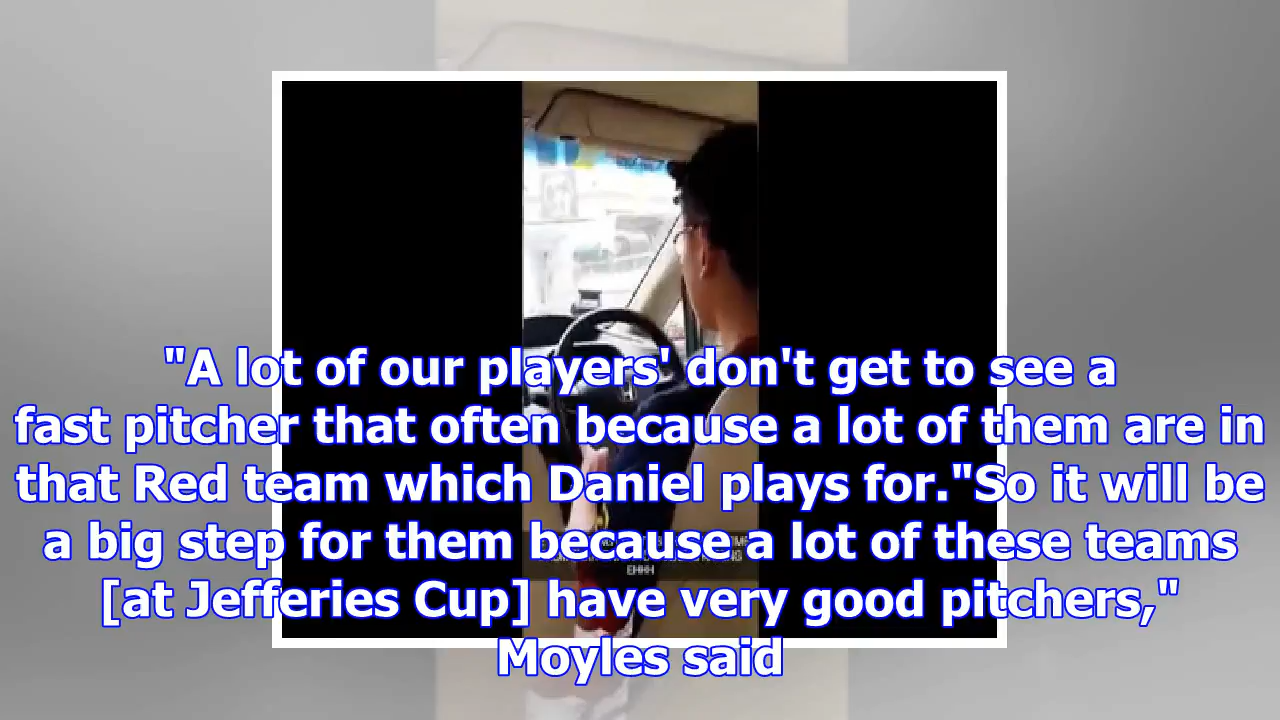 "A lot of our players' don't get to see a
fast pitcher that often because a lot of them are in
that Red team which Daniel plays for."So it will be
a big step for them because a lot of these teams
[at Jefferies Cup] have very good pitchers,"
Moyles said
EHHH